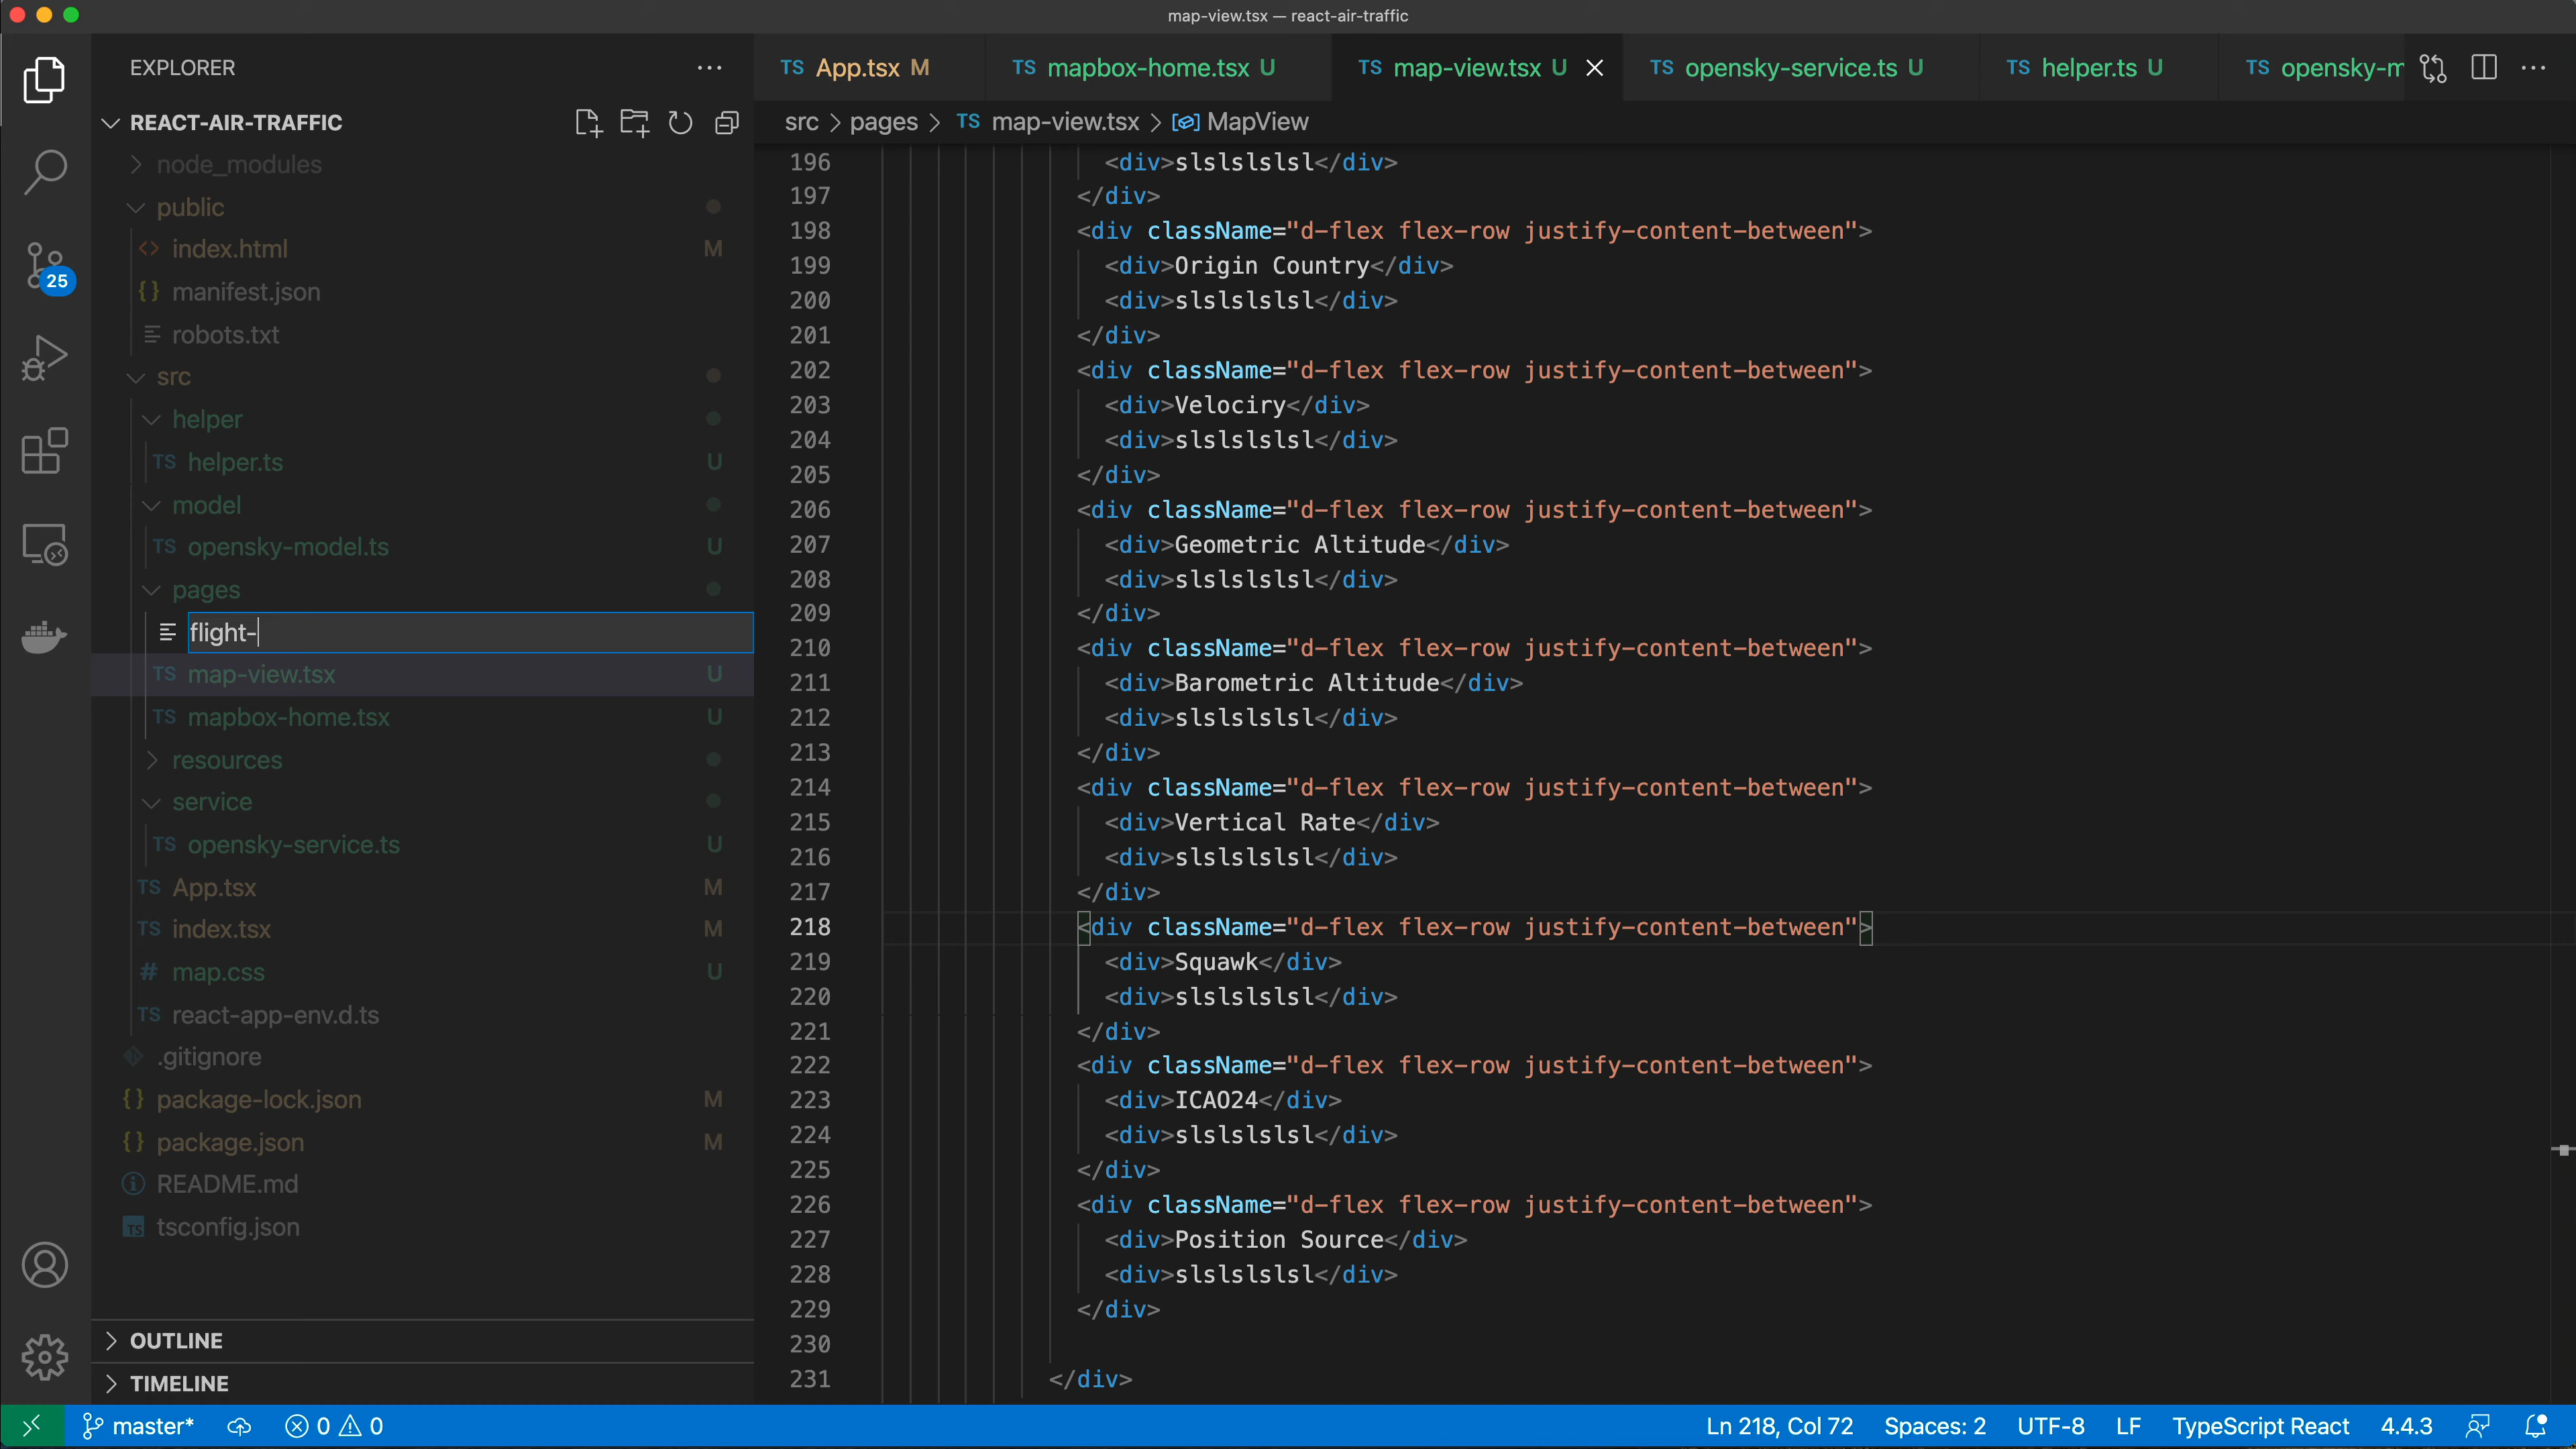 map-view.tsx — react-air-traffic
EXPLORER
REACT-AIR-TRAFFIC
node_modules
public
<> index.html M
{} manifest.json
robots.txt
src
helper
TS helper.ts U
model
TS opensky-model.ts U
pages
flight-
TS map-view.tsx U
TS mapbox-home.tsx U
resources
service
TS opensky-service.ts U
TS App.tsx M
TS index.tsx M
# map.css U
TS react-app-env.d.ts
.gitignore
{} package-lock.json M
{} package.json M
README.md
TS tsconfig.json
OUTLINE
TIMELINE
25
TS App.tsx M TS mapbox-home.tsx U TS map-view.tsx U TS opensky-service.ts U TS helper.ts U TS opensky-m
src > pages > TS map-view.tsx > MapView
196 <div>slslslslsl</div>
197 </div>
198 <div className="d-flex flex-row justify-content-between">
199 <div>Origin Country</div>
200 <div>slslslslsl</div>
201 </div>
202 <div className="d-flex flex-row justify-content-between">
203 <div>Velociry</div>
204 <div>slslslslsl</div>
205 </div>
206 <div className="d-flex flex-row justify-content-between">
207 <div>Geometric Altitude</div>
208 <div>slslslslsl</div>
209 </div>
210 <div className="d-flex flex-row justify-content-between">
211 <div>Barometric Altitude</div>
212 <div>slslslslsl</div>
213 </div>
214 <div className="d-flex flex-row justify-content-between">
215 <div>Vertical Rate</div>
216 <div>slslslslsl</div>
217 </div>
218 <div className="d-flex flex-row justify-content-between">
219 <div>Squawk</div>
220 <div>slslslslsl</div>
221 </div>
222 <div className="d-flex flex-row justify-content-between">
223 <div>ICAO24</div>
224 <div>slslslslsl</div>
225 </div>
226 <div className="d-flex flex-row justify-content-between">
227 <div>Position Source</div>
228 <div>slslslslsl</div>
229 </div>
230
231 </div>
master* 0 0 Ln 218, Col 72 Spaces: 2 UTF-8 LF TypeScript React 4.4.3